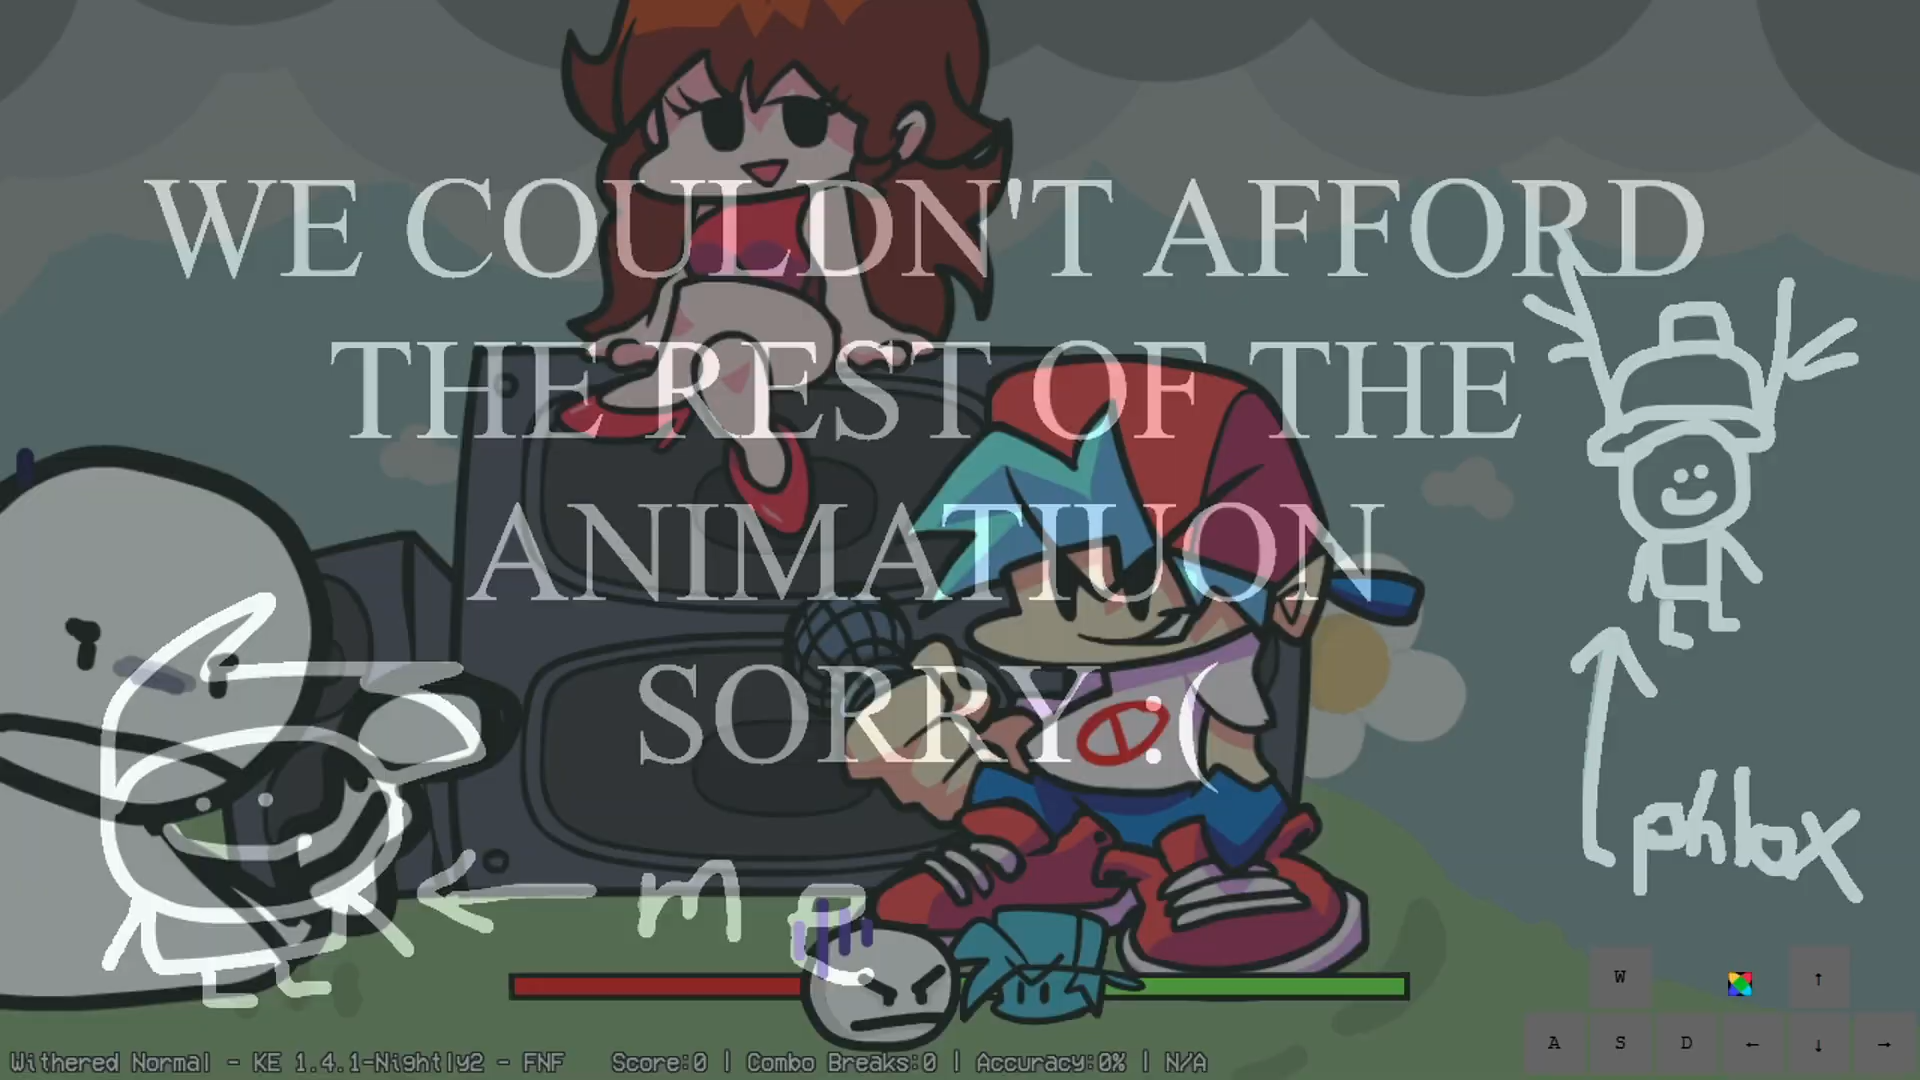 WE COULDN'T AFFORD
THE REST OF THE
ANIMATIUON
SORRY :(
phlox
← me
W ↑
A S D ← ↓ →
Withered Normal - KE 1.4.1-Nightly2 - FNF Score:0 | Combo Breaks:0 | Accuracy:0% | N/A